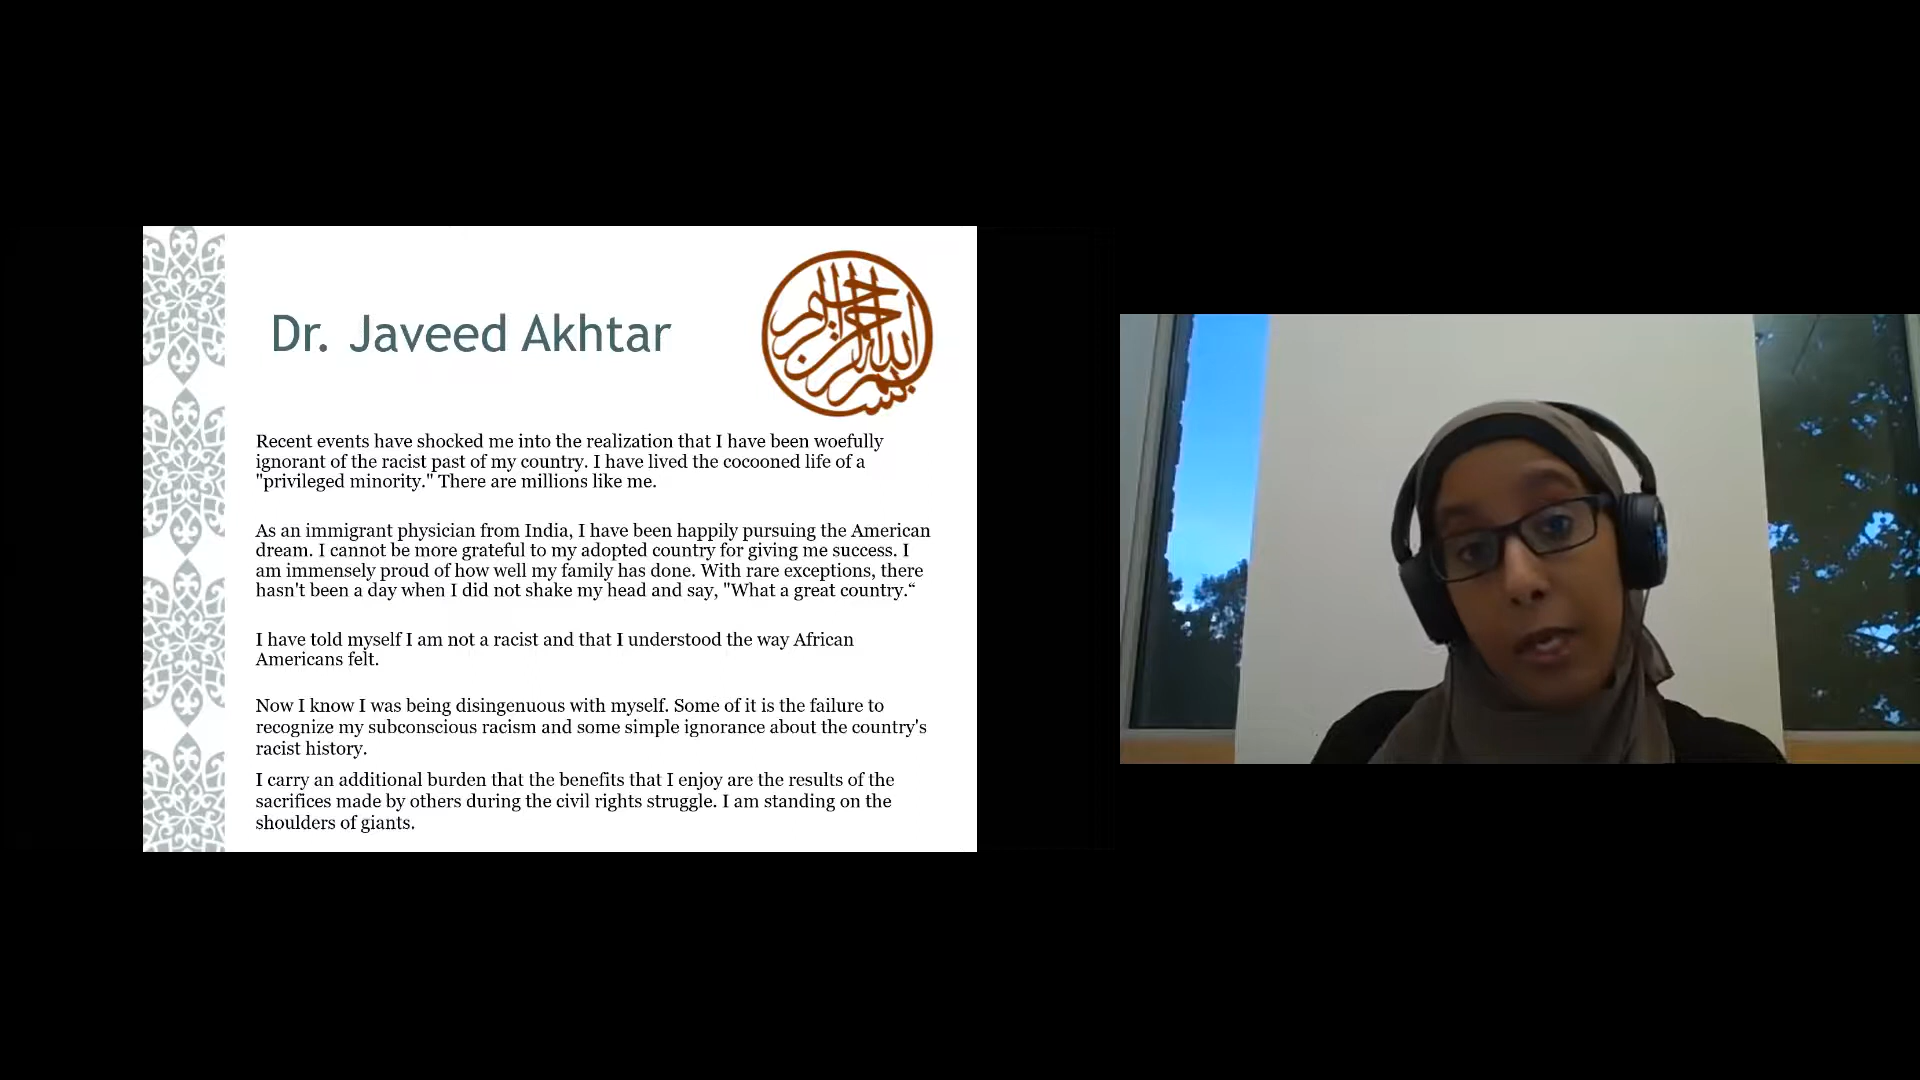 Dr. Javeed Akhtar
بسم الله الرحمن الرحيم
Recent events have shocked me into the realization that I have been woefully
ignorant of the racist past of my country. I have lived the cocooned life of a
"privileged minority." There are millions like me.
As an immigrant physician from India, I have been happily pursuing the American
dream. I cannot be more grateful to my adopted country for giving me success. I
am immensely proud of how well my family has done. With rare exceptions, there
hasn't been a day when I did not shake my head and say, "What a great country.“
I have told myself I am not a racist and that I understood the way African
Americans felt.
Now I know I was being disingenuous with myself. Some of it is the failure to
recognize my subconscious racism and some simple ignorance about the country's
racist history.
I carry an additional burden that the benefits that I enjoy are the results of the
sacrifices made by others during the civil rights struggle. I am standing on the
shoulders of giants.